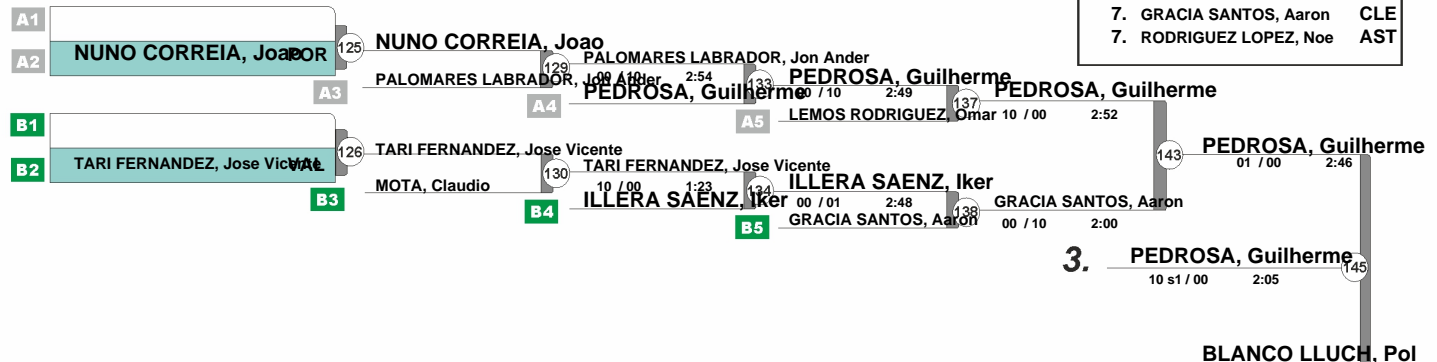 7. GRACIA SANTOS, Aaron CLE
7. RODRIGUEZ LOPEZ, Noe AST
A1
A2 NUNO CORREIA, Joao POR
125
NUNO CORREIA, Joao
A3 PALOMARES LABRADOR, Jon Ander
129
PALOMARES LABRADOR, Jon Ander
00 / 10 2:54
A4 PEDROSA, Guilherme
133
PEDROSA, Guilherme
00 / 10 2:49
A5 LEMOS RODRIGUEZ, Omar
137
PEDROSA, Guilherme
10 / 00 2:52
B1
B2 TARI FERNANDEZ, Jose Vicente VAL
126
TARI FERNANDEZ, Jose Vicente
B3 MOTA, Claudio
130
TARI FERNANDEZ, Jose Vicente
10 / 00 1:23
B4 ILLERA SAENZ, Iker
134
ILLERA SAENZ, Iker
00 / 01 2:48
B5 GRACIA SANTOS, Aaron
138
GRACIA SANTOS, Aaron
00 / 10 2:00
143
PEDROSA, Guilherme
01 / 00 2:46
3. PEDROSA, Guilherme
145
10 s1 / 00 2:05
BLANCO LLUCH, Pol